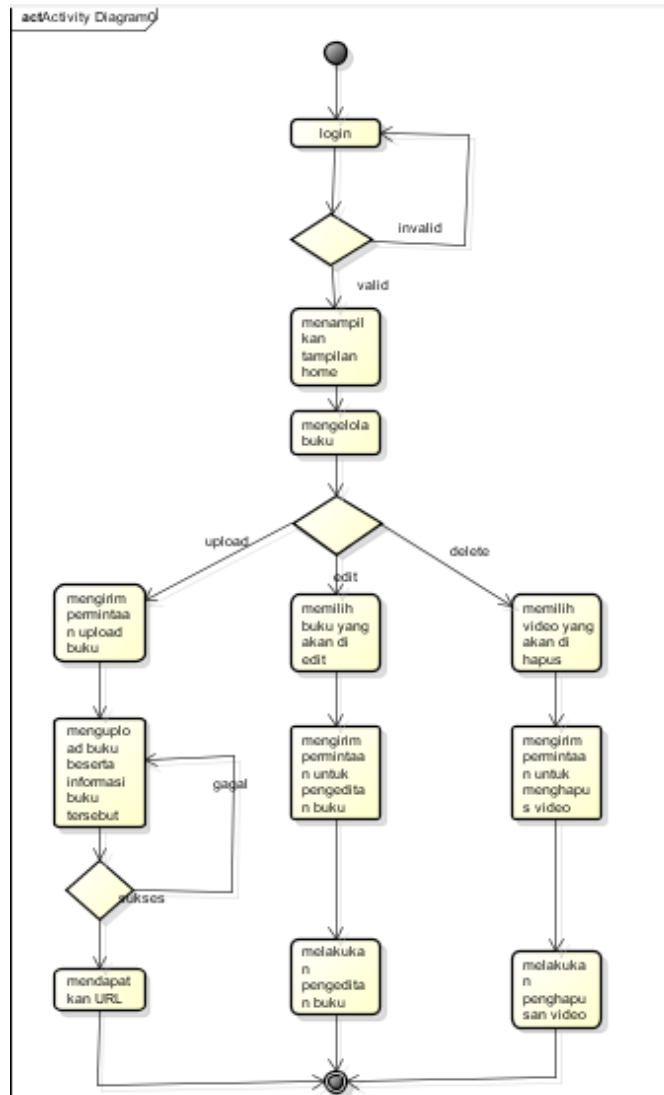 actActivity Diagram0
login
invalid
valid
menampil
kan
tampilan
home
mengelola
buku
upload
edit
delete
mengirim
permintaa
n upload
buku
memilih
buku yang
akan di
edit
memilih
video yang
akan di
hapus
menguplo
ad buku
beserta
informasi
buku
tersebut
gagal
mengirim
permintaa
n untuk
pengedita
n buku
mengirim
permintaa
n untuk
menghapu
s video
sukses
mendapat
kan URL
melakuka
n
pengedita
n buku
melakuka
n
penghapu
san video